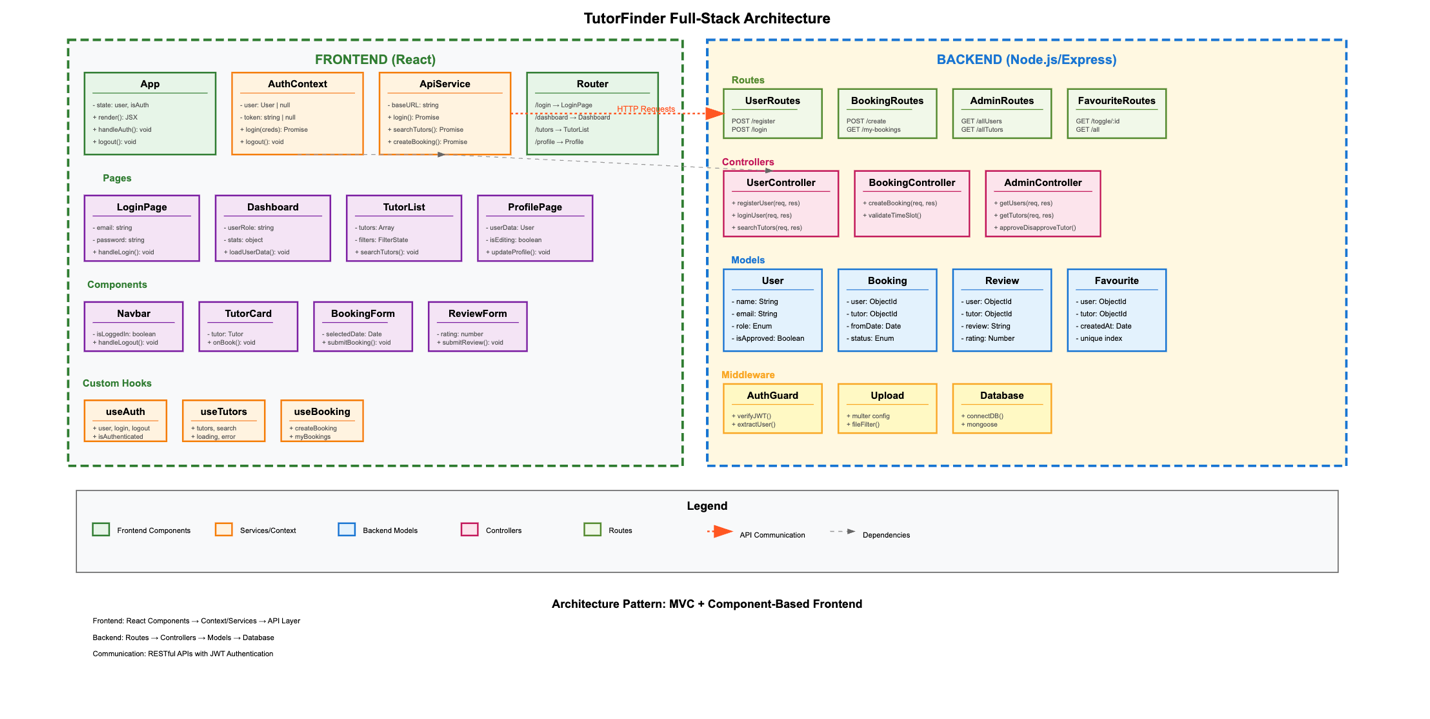 TutorFinder Full-Stack Architecture
FRONTEND (React)
App
- state: user, isAuth
+ render(): JSX
+ handleAuth(): void
+ logout(): void
AuthContext
- user: User | null
- token: string | null
+ login(creds): Promise
+ logout(): void
ApiService
- baseURL: string
+ login(): Promise
+ searchTutors(): Promise
+ createBooking(): Promise
Router
/login → LoginPage
/dashboard → Dashboard
/tutors → TutorList
/profile → Profile
HTTP Requests
Pages
LoginPage
- email: string
- password: string
+ handleLogin(): void
Dashboard
- userRole: string
- stats: object
+ loadUserData(): void
TutorList
- tutors: Array
- filters: FilterState
+ searchTutors(): void
ProfilePage
- userData: User
- isEditing: boolean
+ updateProfile(): void
Components
Navbar
- isLoggedIn: boolean
+ handleLogout(): void
TutorCard
- tutor: Tutor
+ onBook(): void
BookingForm
- selectedDate: Date
+ submitBooking(): void
ReviewForm
- rating: number
+ submitReview(): void
Custom Hooks
useAuth
+ user, login, logout
+ isAuthenticated
useTutors
+ tutors, search
+ loading, error
useBooking
+ createBooking
+ myBookings
BACKEND (Node.js/Express)
Routes
UserRoutes
POST /register
POST /login
BookingRoutes
POST /create
GET /my-bookings
AdminRoutes
GET /allUsers
GET /allTutors
FavouriteRoutes
GET /toggle/:id
GET /all
Controllers
UserController
+ registerUser(req, res)
+ loginUser(req, res)
+ searchTutors(req, res)
BookingController
+ createBooking(req, res)
+ validateTimeSlot()
AdminController
+ getUsers(req, res)
+ getTutors(req, res)
+ approveDisapproveTutor()
Models
User
- name: String
- email: String
- role: Enum
- isApproved: Boolean
Booking
- user: ObjectId
- tutor: ObjectId
- fromDate: Date
- status: Enum
Review
- user: ObjectId
- tutor: ObjectId
- review: String
- rating: Number
Favourite
- user: ObjectId
- tutor: ObjectId
- createdAt: Date
- unique index
Middleware
AuthGuard
+ verifyJWT()
+ extractUser()
Upload
+ multer config
+ fileFilter()
Database
+ connectDB()
+ mongoose
Legend
Frontend Components
Services/Context
Backend Models
Controllers
Routes
API Communication
Dependencies
Architecture Pattern: MVC + Component-Based Frontend
Frontend: React Components → Context/Services → API Layer
Backend: Routes → Controllers → Models → Database
Communication: RESTful APIs with JWT Authentication